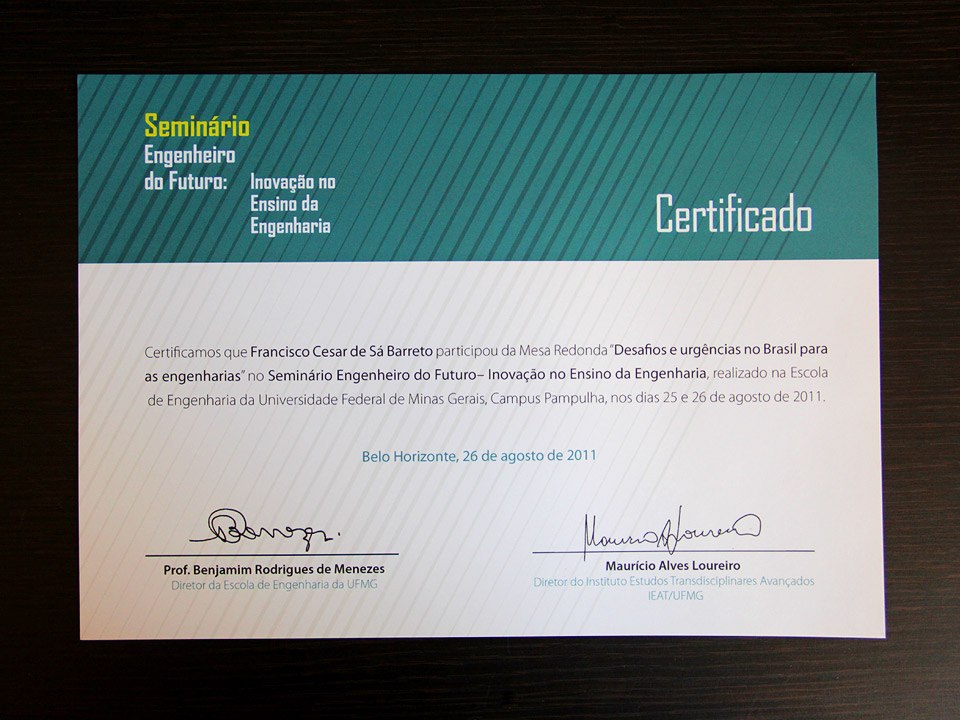 Seminário
Engenheiro
do Futuro:
Inovação no
Ensino da
Engenharia
Certificado
Certificamos que Francisco Cesar de Sá Barreto participou da Mesa Redonda “Desafios e urgências no Brasil para
as engenharias” no Seminário Engenheiro do Futuro– Inovação no Ensino da Engenharia, realizado na Escola
de Engenharia da Universidade Federal de Minas Gerais, Campus Pampulha, nos dias 25 e 26 de agosto de 2011.
Belo Horizonte, 26 de agosto de 2011
Prof. Benjamim Rodrigues de Menezes
Diretor da Escola de Engenharia da UFMG
Maurício Alves Loureiro
Diretor do Instituto Estudos Transdisciplinares Avançados
IEAT/UFMG